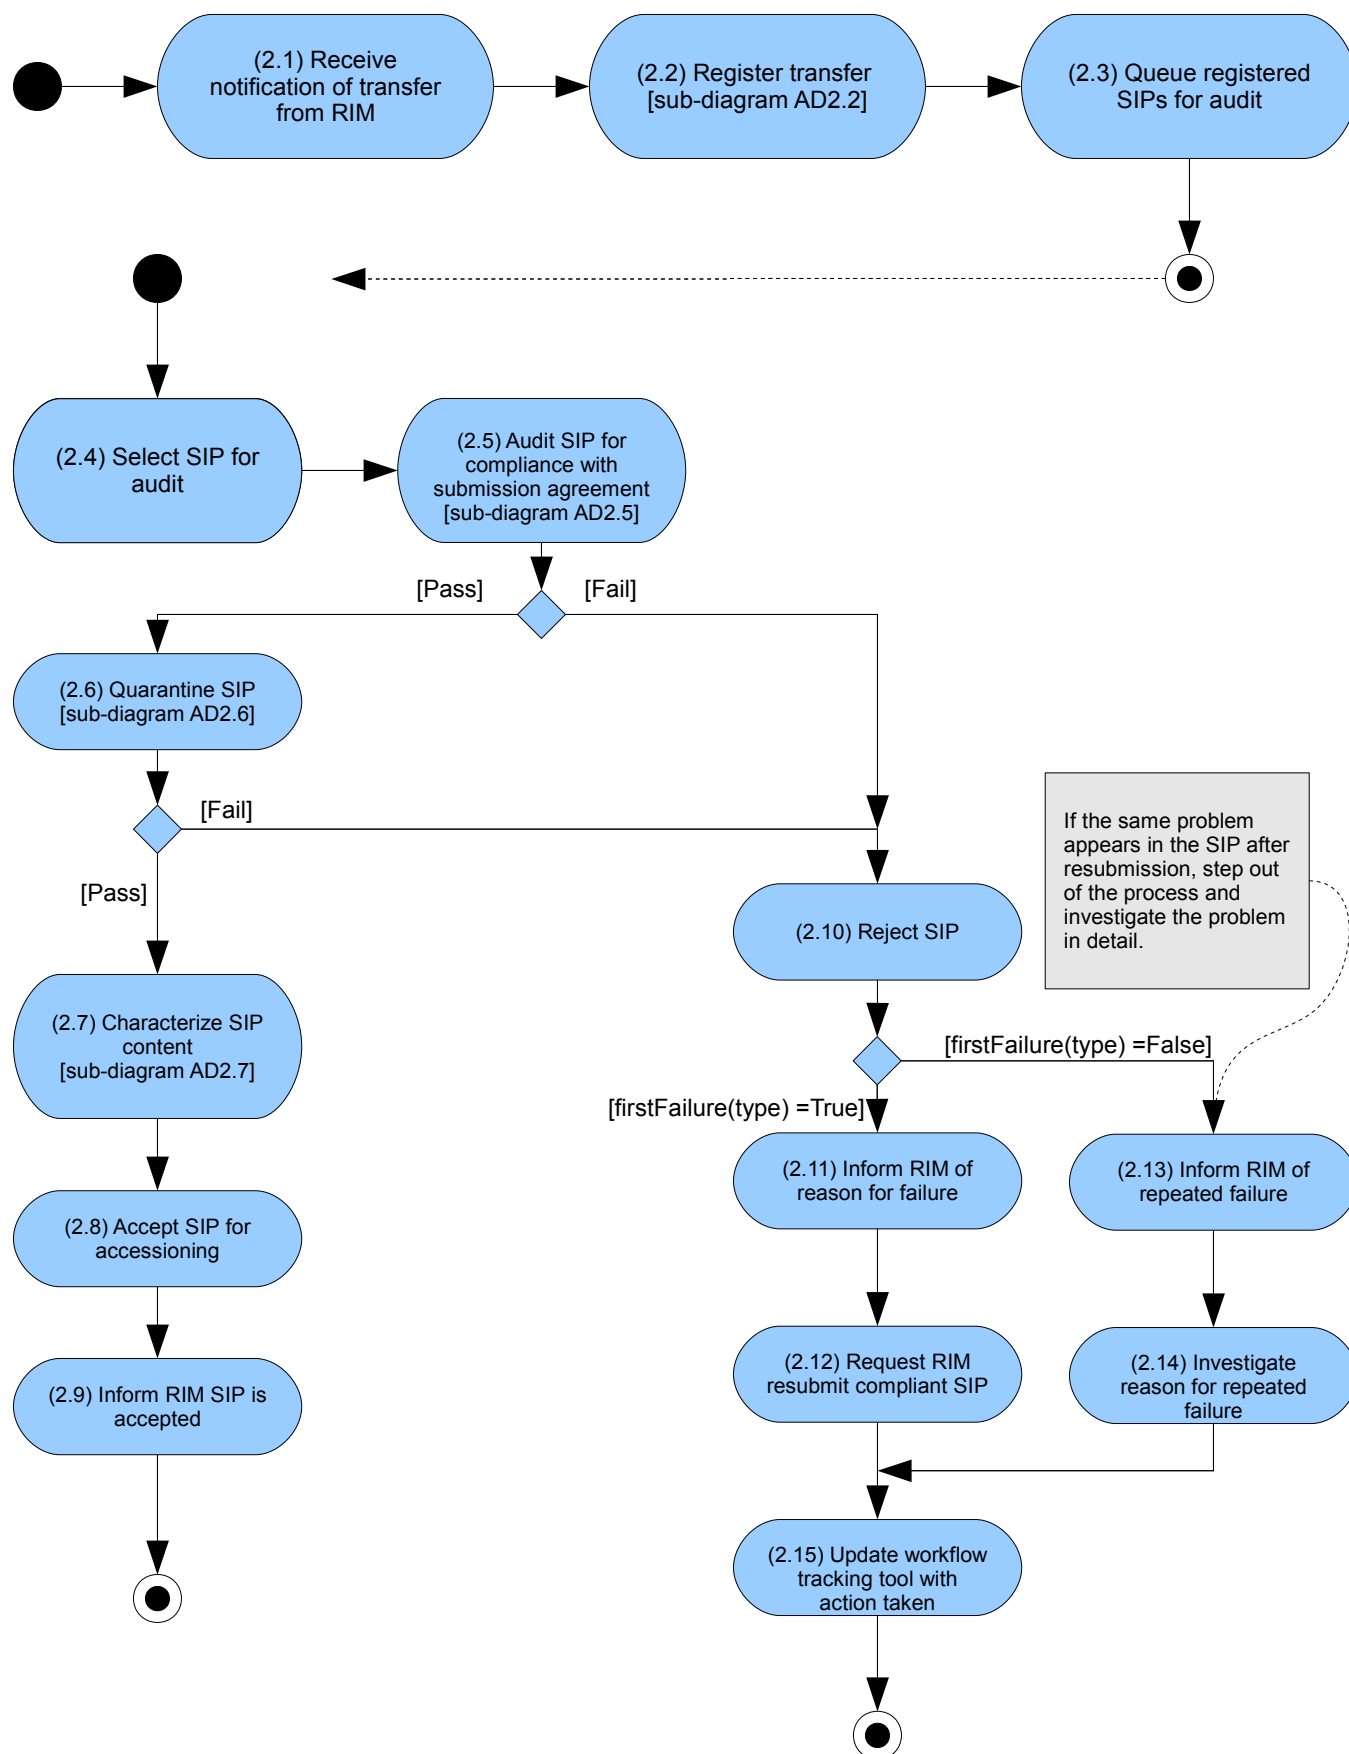 (2.1) Receive
notification of transfer
from RIM
(2.2) Register transfer
[sub-diagram AD2.2]
(2.3) Queue registered
SIPs for audit
(2.4) Select SIP for
audit
(2.5) Audit SIP for
compliance with
submission agreement
[sub-diagram AD2.5]
[Pass]
[Fail]
(2.6) Quarantine SIP
[sub-diagram AD2.6]
[Fail]
[Pass]
If the same problem
appears in the SIP after
resubmission, step out
of the process and
investigate the problem
in detail.
(2.10) Reject SIP
(2.7) Characterize SIP
content
[sub-diagram AD2.7]
[firstFailure(type) =False]
[firstFailure(type) =True]
(2.11) Inform RIM of
reason for failure
(2.13) Inform RIM of
repeated failure
(2.8) Accept SIP for
accessioning
(2.12) Request RIM
resubmit compliant SIP
(2.14) Investigate
reason for repeated
failure
(2.9) Inform RIM SIP is
accepted
(2.15) Update workflow
tracking tool with
action taken